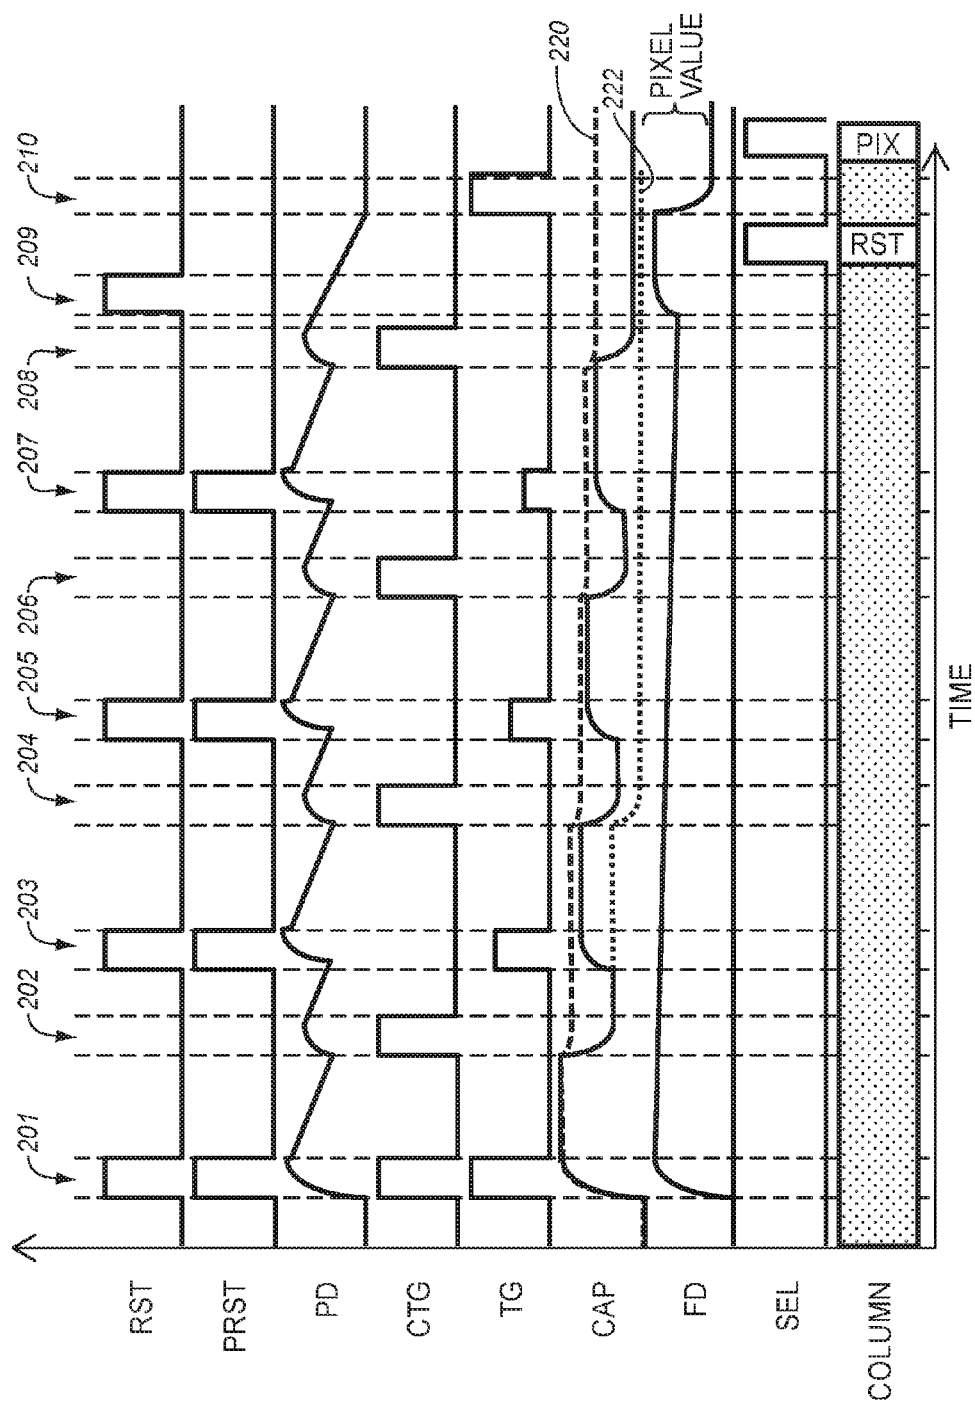 201
202
203
204
205
206
207
208
209
210
RST
PRST
PD
CTG
TG
CAP
220
222
FD
PIXEL
VALUE
SEL
COLUMN
RST
PIX
TIME